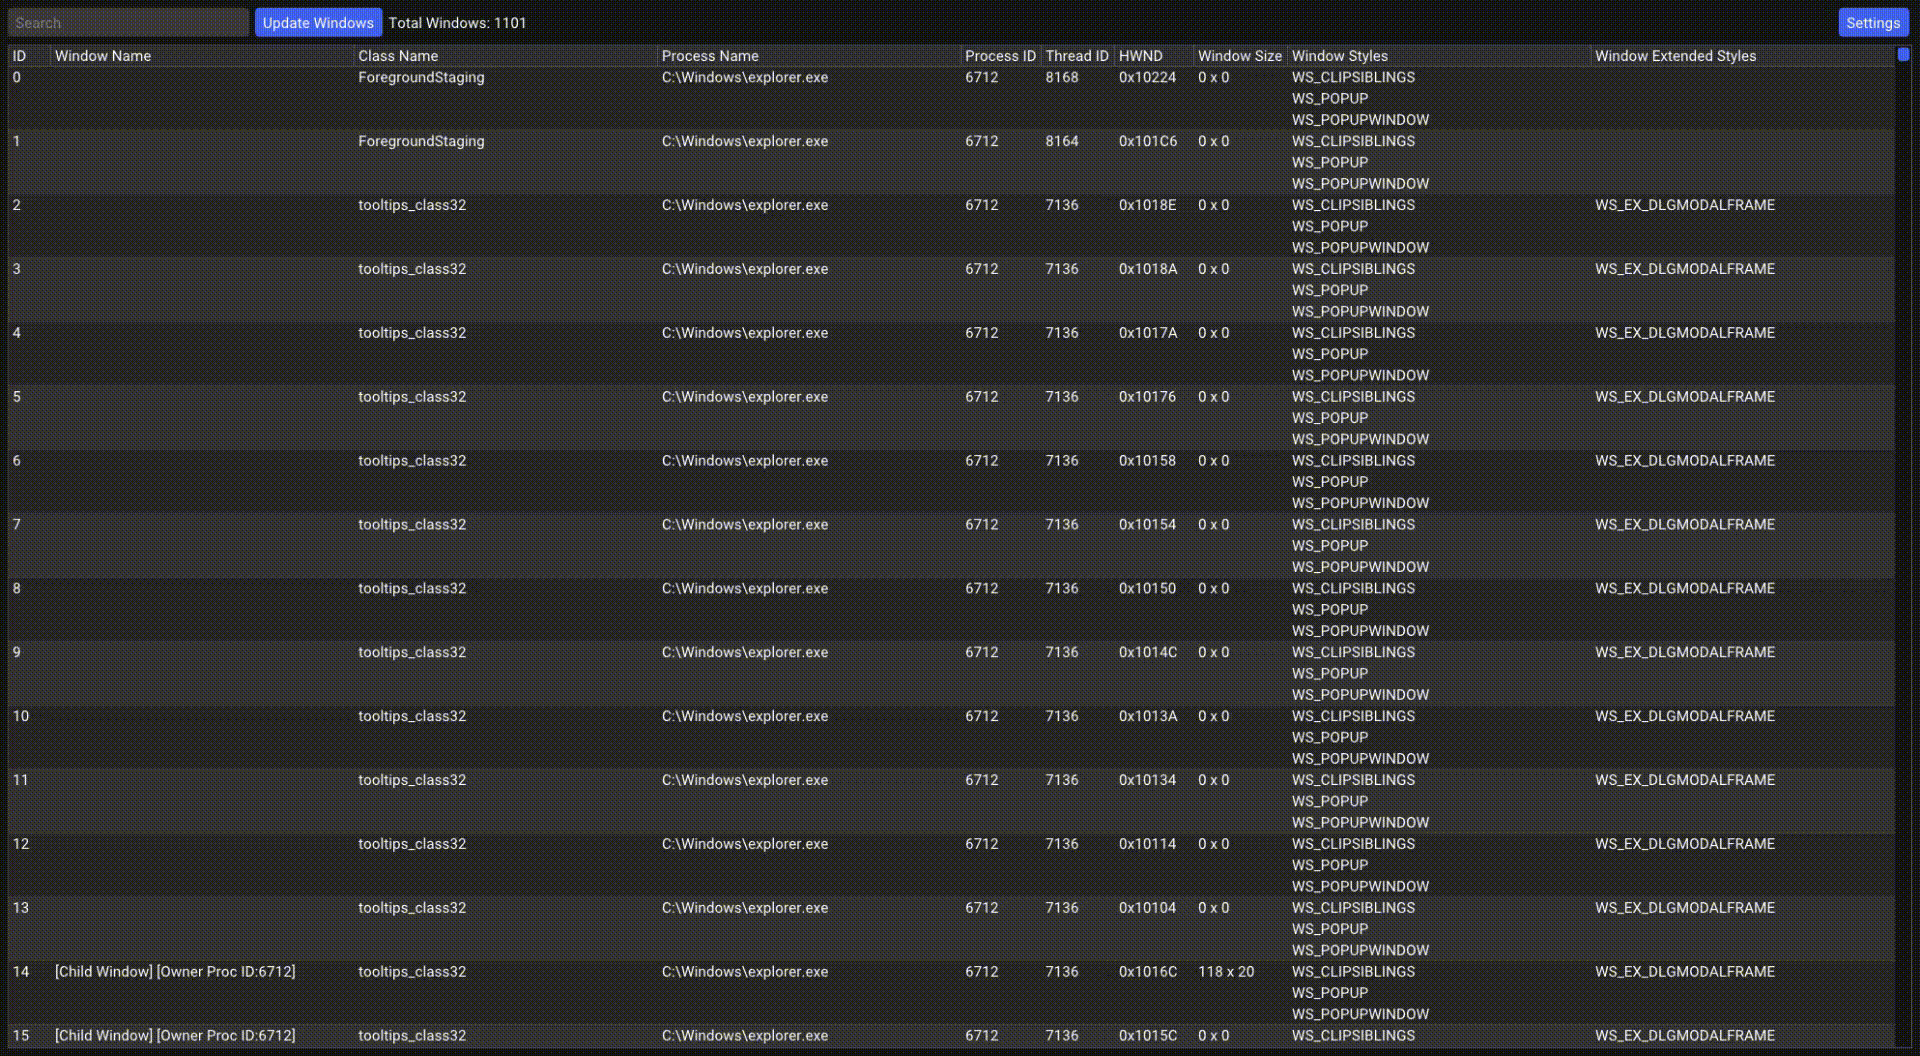 Search Update Windows Total Windows: 1101 Settings
ID Window Name Class Name Process Name Process ID Thread ID HWND Window Size Window Styles Window Extended Styles
0 ForegroundStaging C:\Windows\explorer.exe 6712 8168 0x10224 0 x 0 WS_CLIPSIBLINGS
WS_POPUP
WS_POPUPWINDOW
1 ForegroundStaging C:\Windows\explorer.exe 6712 8164 0x101C6 0 x 0 WS_CLIPSIBLINGS
WS_POPUP
WS_POPUPWINDOW
2 tooltips_class32 C:\Windows\explorer.exe 6712 7136 0x1018E 0 x 0 WS_CLIPSIBLINGS WS_EX_DLGMODALFRAME
WS_POPUP
WS_POPUPWINDOW
3 tooltips_class32 C:\Windows\explorer.exe 6712 7136 0x1018A 0 x 0 WS_CLIPSIBLINGS WS_EX_DLGMODALFRAME
WS_POPUP
WS_POPUPWINDOW
4 tooltips_class32 C:\Windows\explorer.exe 6712 7136 0x1017A 0 x 0 WS_CLIPSIBLINGS WS_EX_DLGMODALFRAME
WS_POPUP
WS_POPUPWINDOW
5 tooltips_class32 C:\Windows\explorer.exe 6712 7136 0x10176 0 x 0 WS_CLIPSIBLINGS WS_EX_DLGMODALFRAME
WS_POPUP
WS_POPUPWINDOW
6 tooltips_class32 C:\Windows\explorer.exe 6712 7136 0x10158 0 x 0 WS_CLIPSIBLINGS WS_EX_DLGMODALFRAME
WS_POPUP
WS_POPUPWINDOW
7 tooltips_class32 C:\Windows\explorer.exe 6712 7136 0x10154 0 x 0 WS_CLIPSIBLINGS WS_EX_DLGMODALFRAME
WS_POPUP
WS_POPUPWINDOW
8 tooltips_class32 C:\Windows\explorer.exe 6712 7136 0x10150 0 x 0 WS_CLIPSIBLINGS WS_EX_DLGMODALFRAME
WS_POPUP
WS_POPUPWINDOW
9 tooltips_class32 C:\Windows\explorer.exe 6712 7136 0x1014C 0 x 0 WS_CLIPSIBLINGS WS_EX_DLGMODALFRAME
WS_POPUP
WS_POPUPWINDOW
10 tooltips_class32 C:\Windows\explorer.exe 6712 7136 0x1013A 0 x 0 WS_CLIPSIBLINGS WS_EX_DLGMODALFRAME
WS_POPUP
WS_POPUPWINDOW
11 tooltips_class32 C:\Windows\explorer.exe 6712 7136 0x10134 0 x 0 WS_CLIPSIBLINGS WS_EX_DLGMODALFRAME
WS_POPUP
WS_POPUPWINDOW
12 tooltips_class32 C:\Windows\explorer.exe 6712 7136 0x10114 0 x 0 WS_CLIPSIBLINGS WS_EX_DLGMODALFRAME
WS_POPUP
WS_POPUPWINDOW
13 tooltips_class32 C:\Windows\explorer.exe 6712 7136 0x10104 0 x 0 WS_CLIPSIBLINGS WS_EX_DLGMODALFRAME
WS_POPUP
WS_POPUPWINDOW
14 [Child Window] [Owner Proc ID:6712] tooltips_class32 C:\Windows\explorer.exe 6712 7136 0x1016C 118 x 20 WS_CLIPSIBLINGS WS_EX_DLGMODALFRAME
WS_POPUP
WS_POPUPWINDOW
15 [Child Window] [Owner Proc ID:6712] tooltips_class32 C:\Windows\explorer.exe 6712 7136 0x1015C 0 x 0 WS_CLIPSIBLINGS WS_EX_DLGMODALFRAME